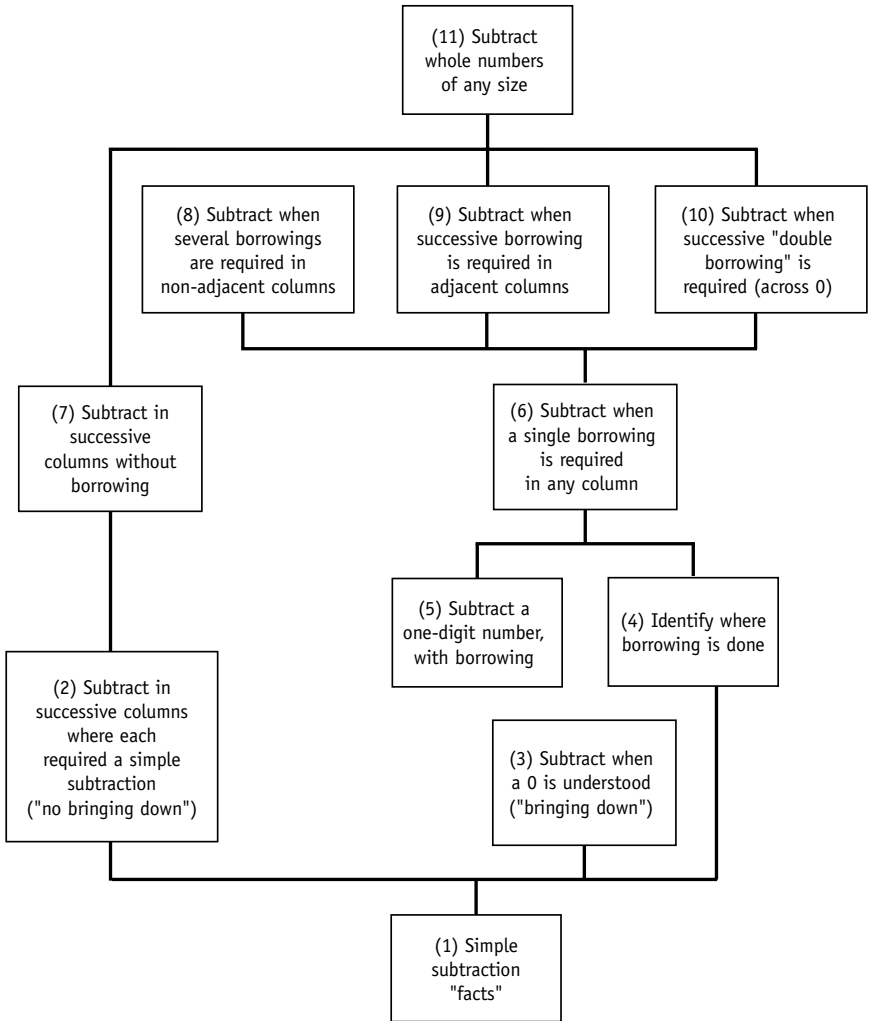 (11) Subtract
whole numbers
of any size
(8) Subtract when
several borrowings
are required in
non-adjacent columns
(9) Subtract when
successive borrowing
is required in
adjacent columns
(10) Subtract when
successive "double
borrowing" is
required (across 0)
(7) Subtract in
successive
columns without
borrowing
(6) Subtract when
a single borrowing
is required
in any column
(5) Subtract a
one-digit number,
with borrowing
(4) Identify where
borrowing is done
(2) Subtract in
successive columns
where each
required a simple
subtraction
("no bringing down")
(3) Subtract when
a 0 is understood
("bringing down")
(1) Simple
subtraction
"facts"